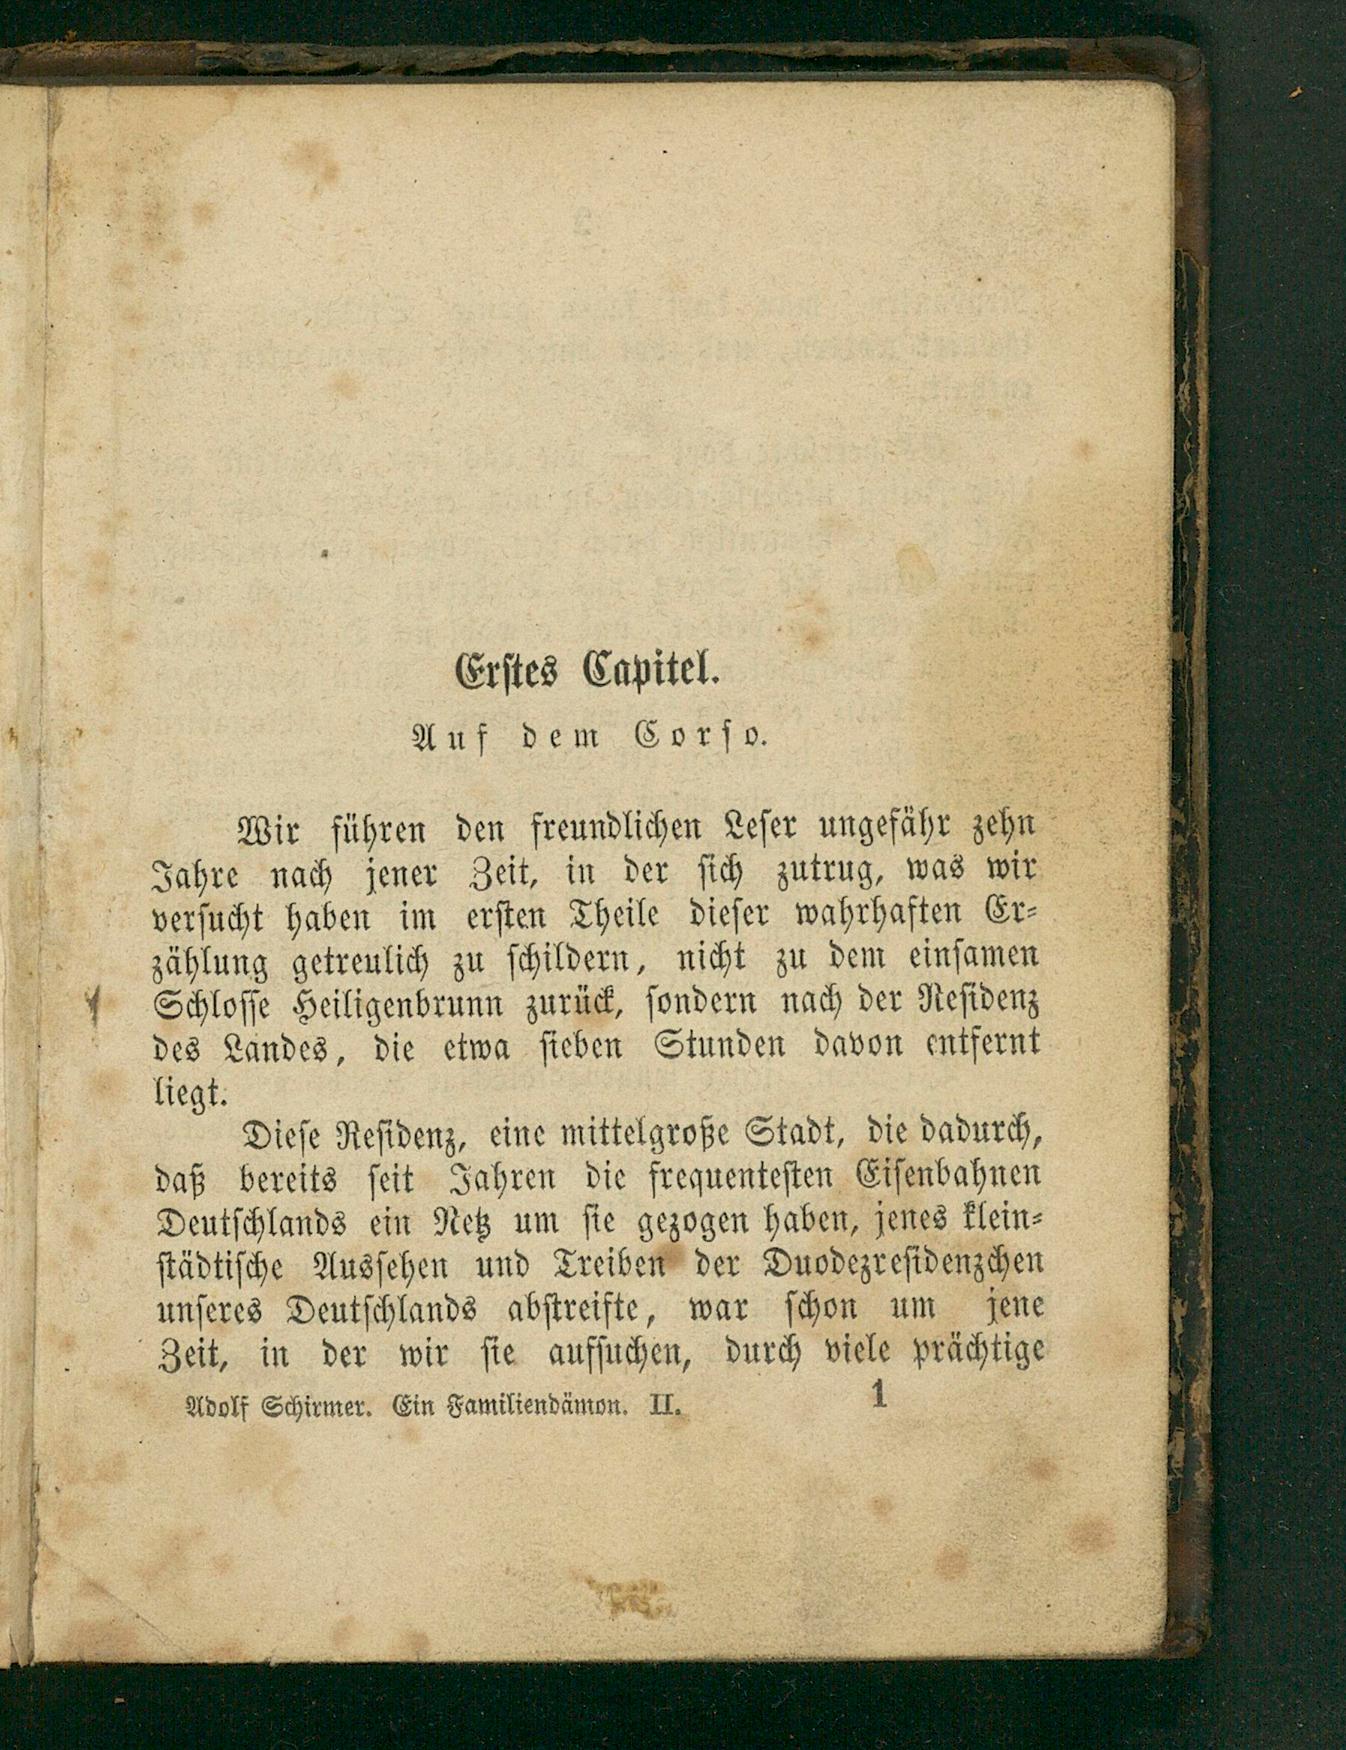 Erstes Capitel.
Auf dem Corso.
Wir führen den freundlichen Leser ungefähr zehn
Jahre nach jener Zeit, in der sich zutrug, was wir
versucht haben im ersten Theile dieser wahrhaften Er-
zählung getreulich zu schildern, nicht zu dem einsamen
Schlosse Heiligenbrunn zurück, sondern nach der Residenz
des Landes, die etwa sieben Stunden davon entfernt
liegt.
Diese Residenz, eine mittelgroße Stadt, die dadurch,
daß bereits seit Jahren die frequentesten Eisenbahnen
Deutschlands ein Netz um sie gezogen haben, jenes klein-
städtische Aussehen und Treiben der Duodezresidenzchen
unseres Deutschlands abstreifte, war schon um jene
Zeit, in der wir sie aufsuchen, durch viele prächtige
Adolf Schirmer. Ein Familiendämon. II. 1